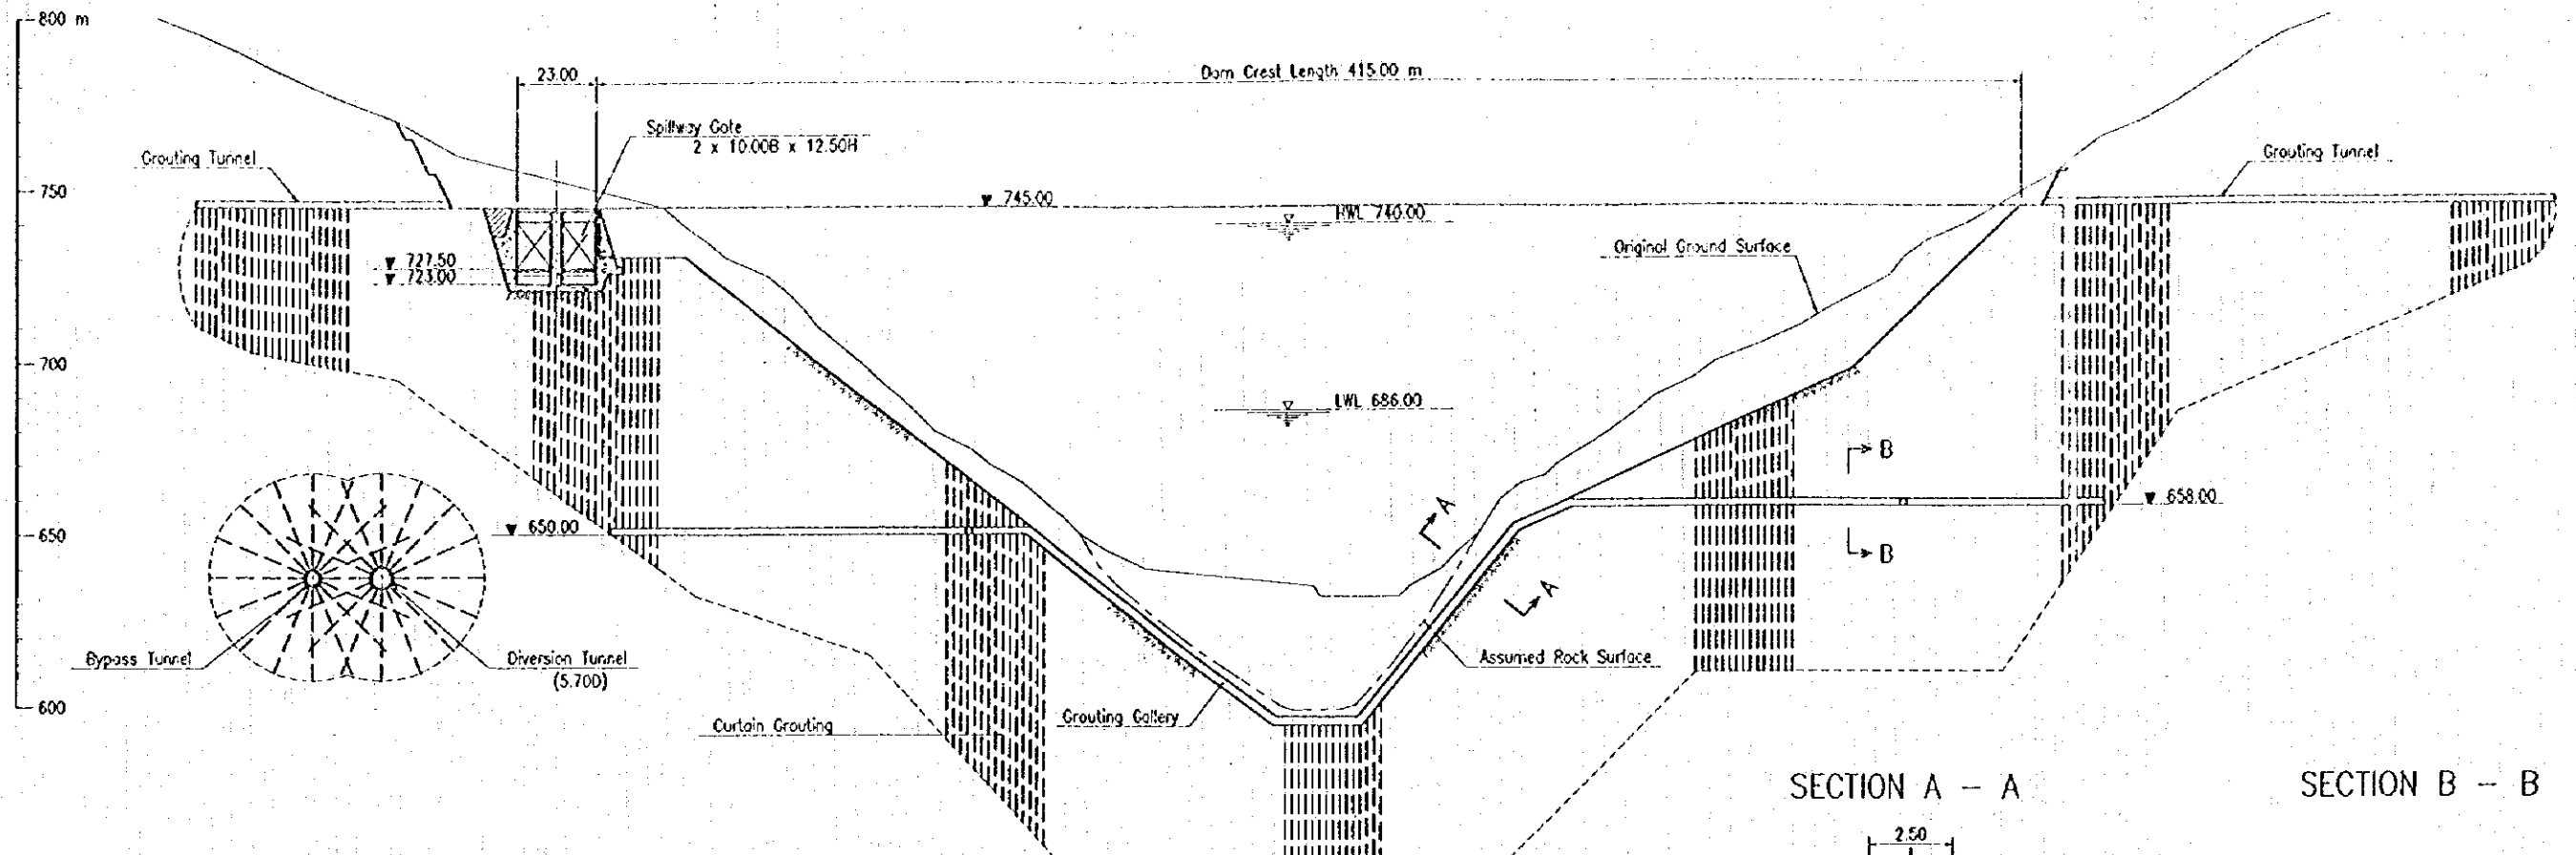 800 m
23.00
Dam Crest Length 415.00 m
Spillway Gate
2 x 10.00B x 12.50H
Grouting Tunnel
Grouting Tunnel
750
745.00
HWL 740.00
Original Ground Surface
727.50
723.00
700
LWL 686.00
B
A
658.00
650
650.00
B
A
Bypass Tunnel
Diversion Tunnel
(5.70D)
Assumed Rock Surface
600
Curtain Grouting
Grouting Gallery
SECTION A - A
SECTION B - B
2.50